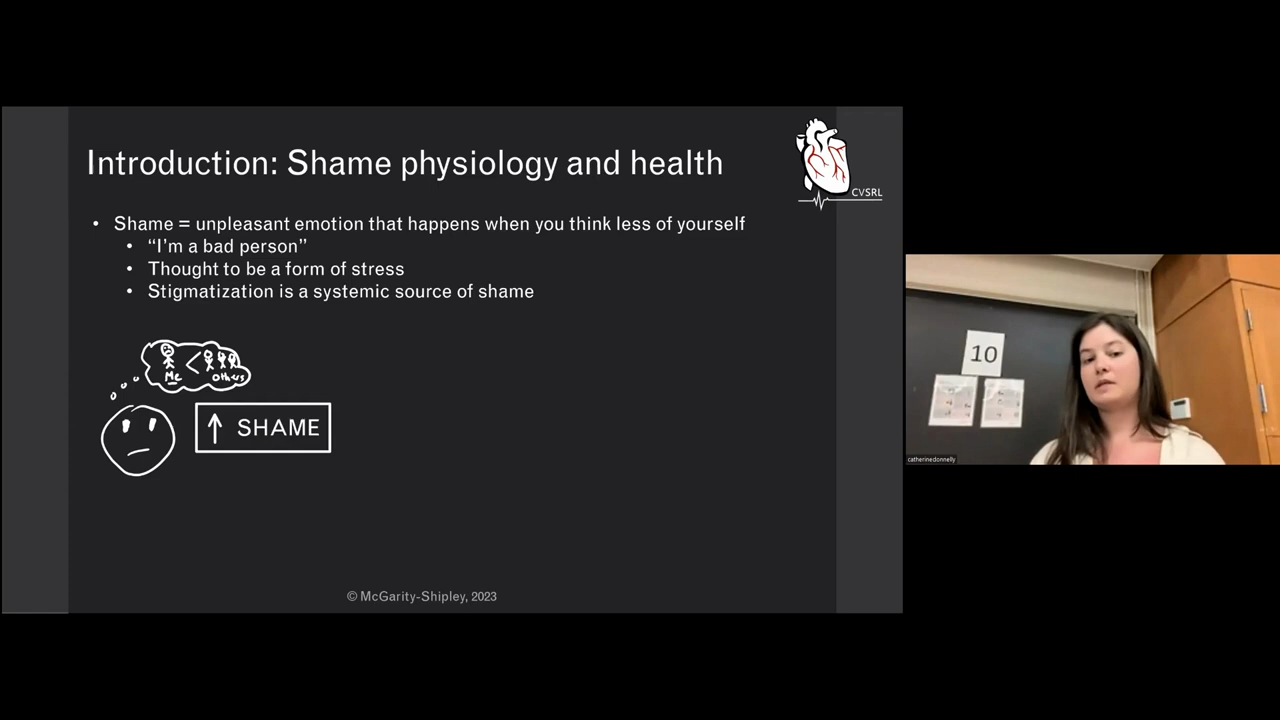 Introduction: Shame physiology and health
CVSRL
• Shame = unpleasant emotion that happens when you think less of yourself
• “I’m a bad person”
• Thought to be a form of stress
• Stigmatization is a systemic source of shame
Me < others
↑ SHAME
© McGarity-Shipley, 2023
10
catherinedonnelly